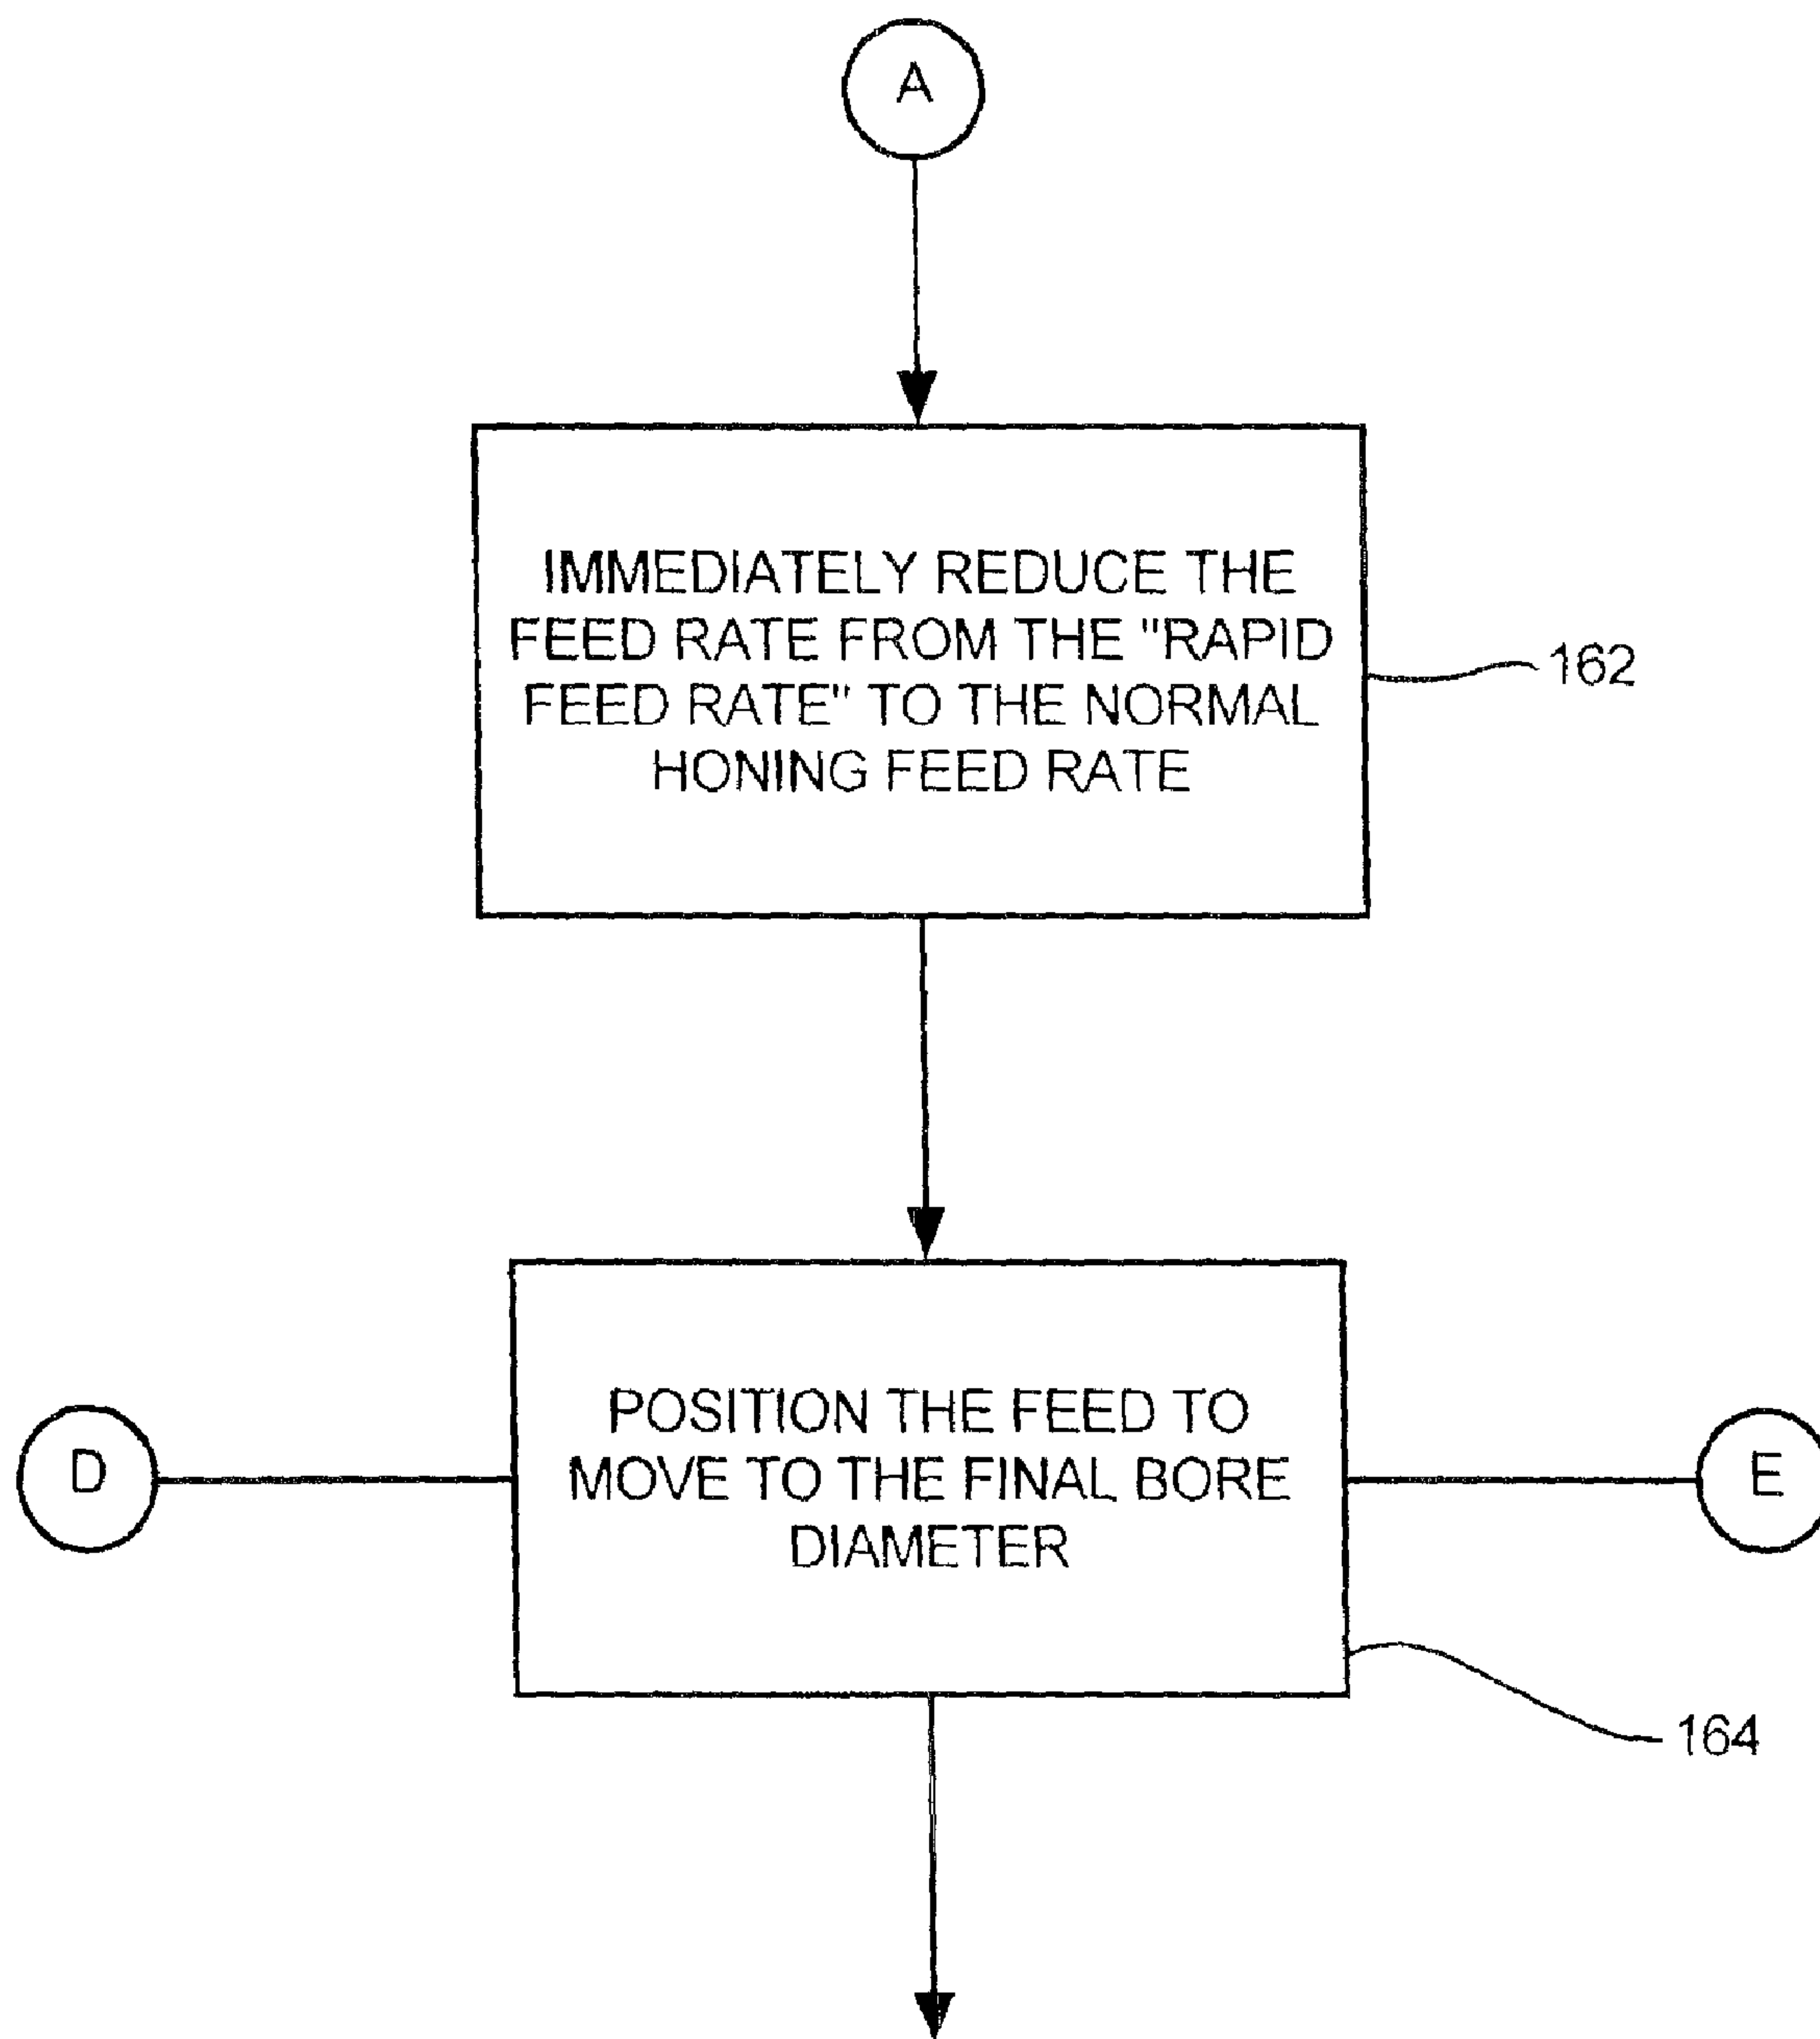 A
IMMEDIATELY REDUCE THE
FEED RATE FROM THE "RAPID
FEED RATE" TO THE NORMAL
HONING FEED RATE
162
POSITION THE FEED TO
MOVE TO THE FINAL BORE
DIAMETER
D
E
164